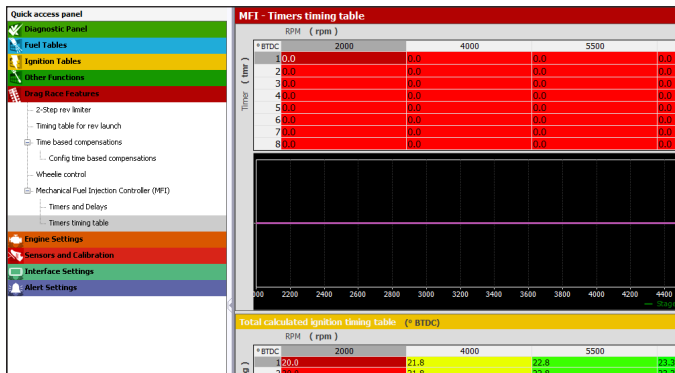 Quick access panel
Diagnostic Panel
Fuel Tables
Ignition Tables
Other Functions
Drag Race Features
2-Step rev limiter
Timing table for rev launch
Time based compensations
Config time based compensations
Wheelie control
Mechanical Fuel Injection Controller (MFI)
Timers and Delays
Timers timing table
Engine Settings
Sensors and Calibration
Interface Settings
Alert Settings
MFI - Timers timing table
RPM ( rpm )
°BTDC 2000 4000 5500
Timer ( tmr )
1 0.0 0.0 0.0 0.0
2 0.0 0.0 0.0 0.0
3 0.0 0.0 0.0 0.0
4 0.0 0.0 0.0 0.0
5 0.0 0.0 0.0 0.0
6 0.0 0.0 0.0 0.0
7 0.0 0.0 0.0 0.0
8 0.0 0.0 0.0 0.0
2200 2400 2600 2800 3000 3200 3400 3600 3800 4000 4200 4400
Stage
Total calculated ignition timing table (° BTDC)
RPM ( rpm )
°BTDC 2000 4000 5500
1 20.0 21.8 22.8 23.3